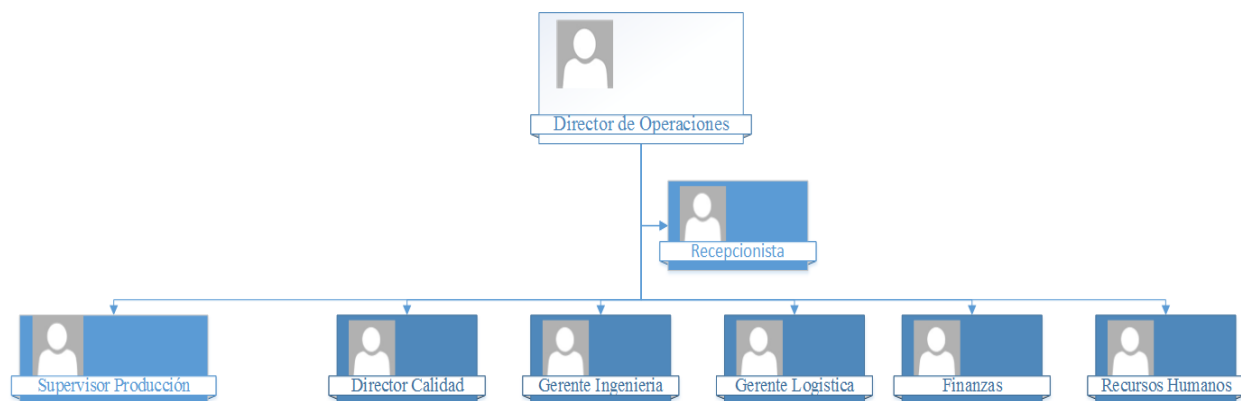 Director de Operaciones
Recepcionista
Supervisor Producción
Director Calidad
Gerente Ingenieria
Gerente Logistica
Finanzas
Recursos Humanos